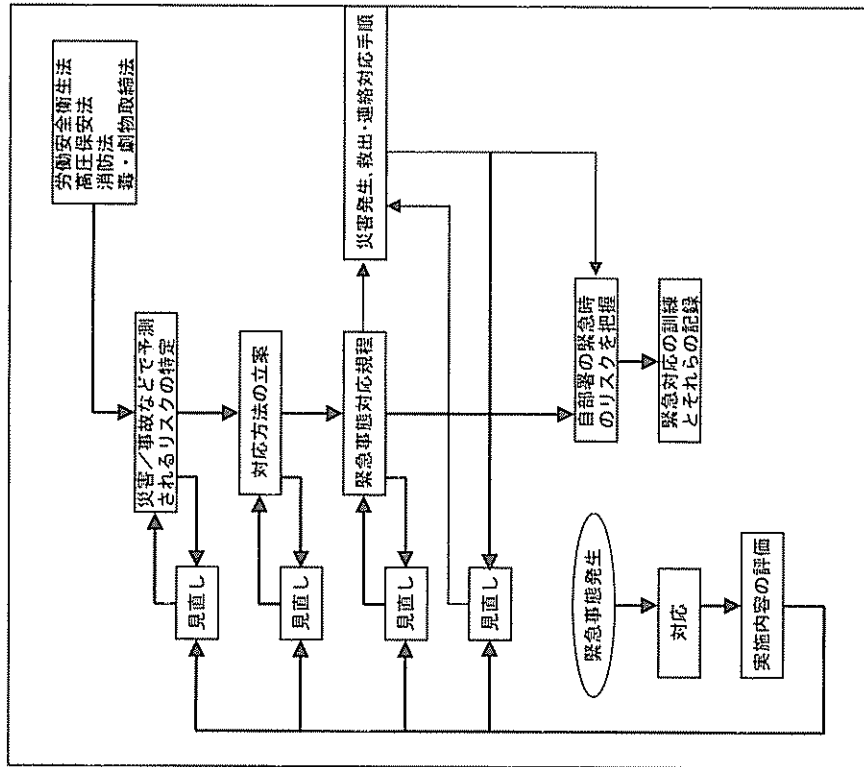 労働安全衛生法
高圧保安法
消防法
毒・劇物取締法
災害／事故などで予測
されるリスクの特定
見直し
対応方法の立案
見直し
緊急事態対応規程
見直し
災害発生、救出・連絡対応手順
見直し
緊急事態発生
対応
実施内容の評価
自部署の緊急時
のリスクを把握
緊急対応の訓練
とそれらの記録